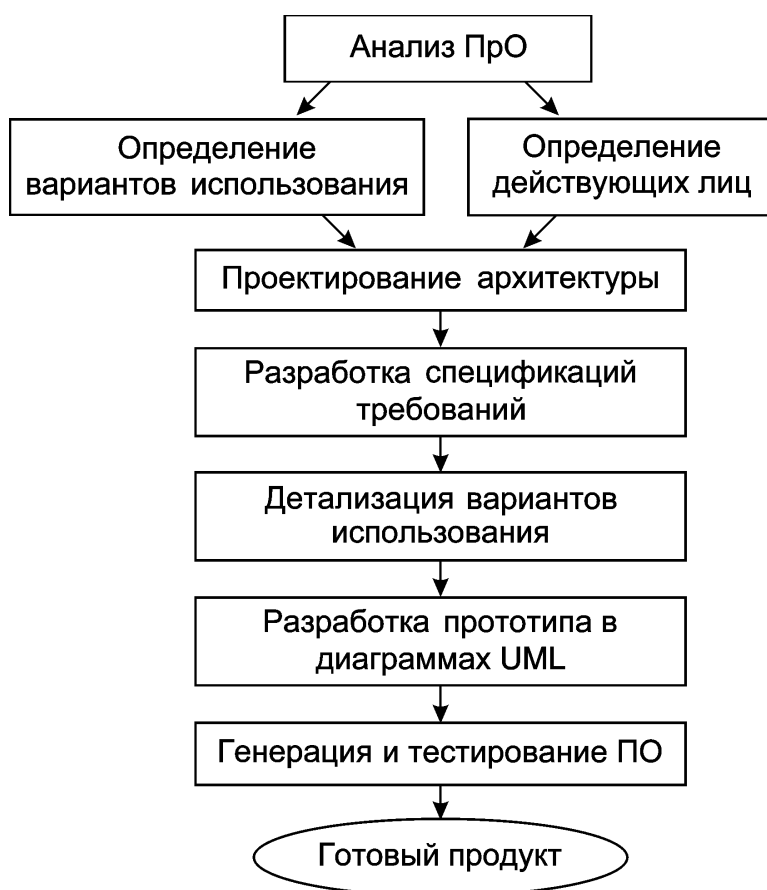 Анализ ПрО
Определение
вариантов использования
Определение
действующих лиц
Проектирование архитектуры
Разработка спецификаций
требований
Детализация вариантов
использования
Разработка прототипа в
диаграммах UML
Генерация и тестирование ПО
Готовый продукт